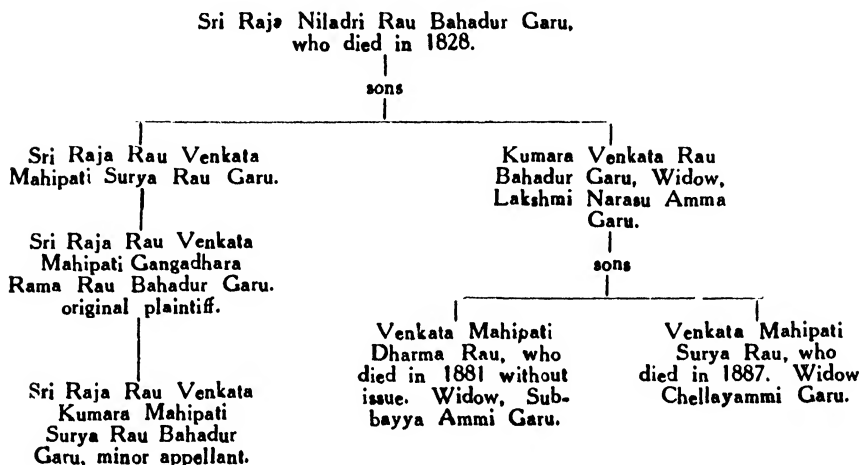 Sri Raja Niladri Rau Bahadur Garu,
who died in 1828.
sons
Sri Raja Rau Venkata
Mahipati Surya Rau Garu.
Kumara Venkata Rau
Bahadur Garu, Widow,
Lakshmi Narasu Amma
Garu.
Sri Raja Rau Venkata
Mahipati Gangadhara
Rama Rau Bahadur Garu.
original plaintiff.
sons
Venkata Mahipati
Dharma Rau, who
died in 1881 without
issue. Widow, Sub-
bayya Ammi Garu.
Venkata Mahipati
Surya Rau, who
died in 1887. Widow
Chellayammi Garu.
Sri Raja Rau Venkata
Kumara Mahipati
Surya Rau Bahadur
Garu, minor appellant.